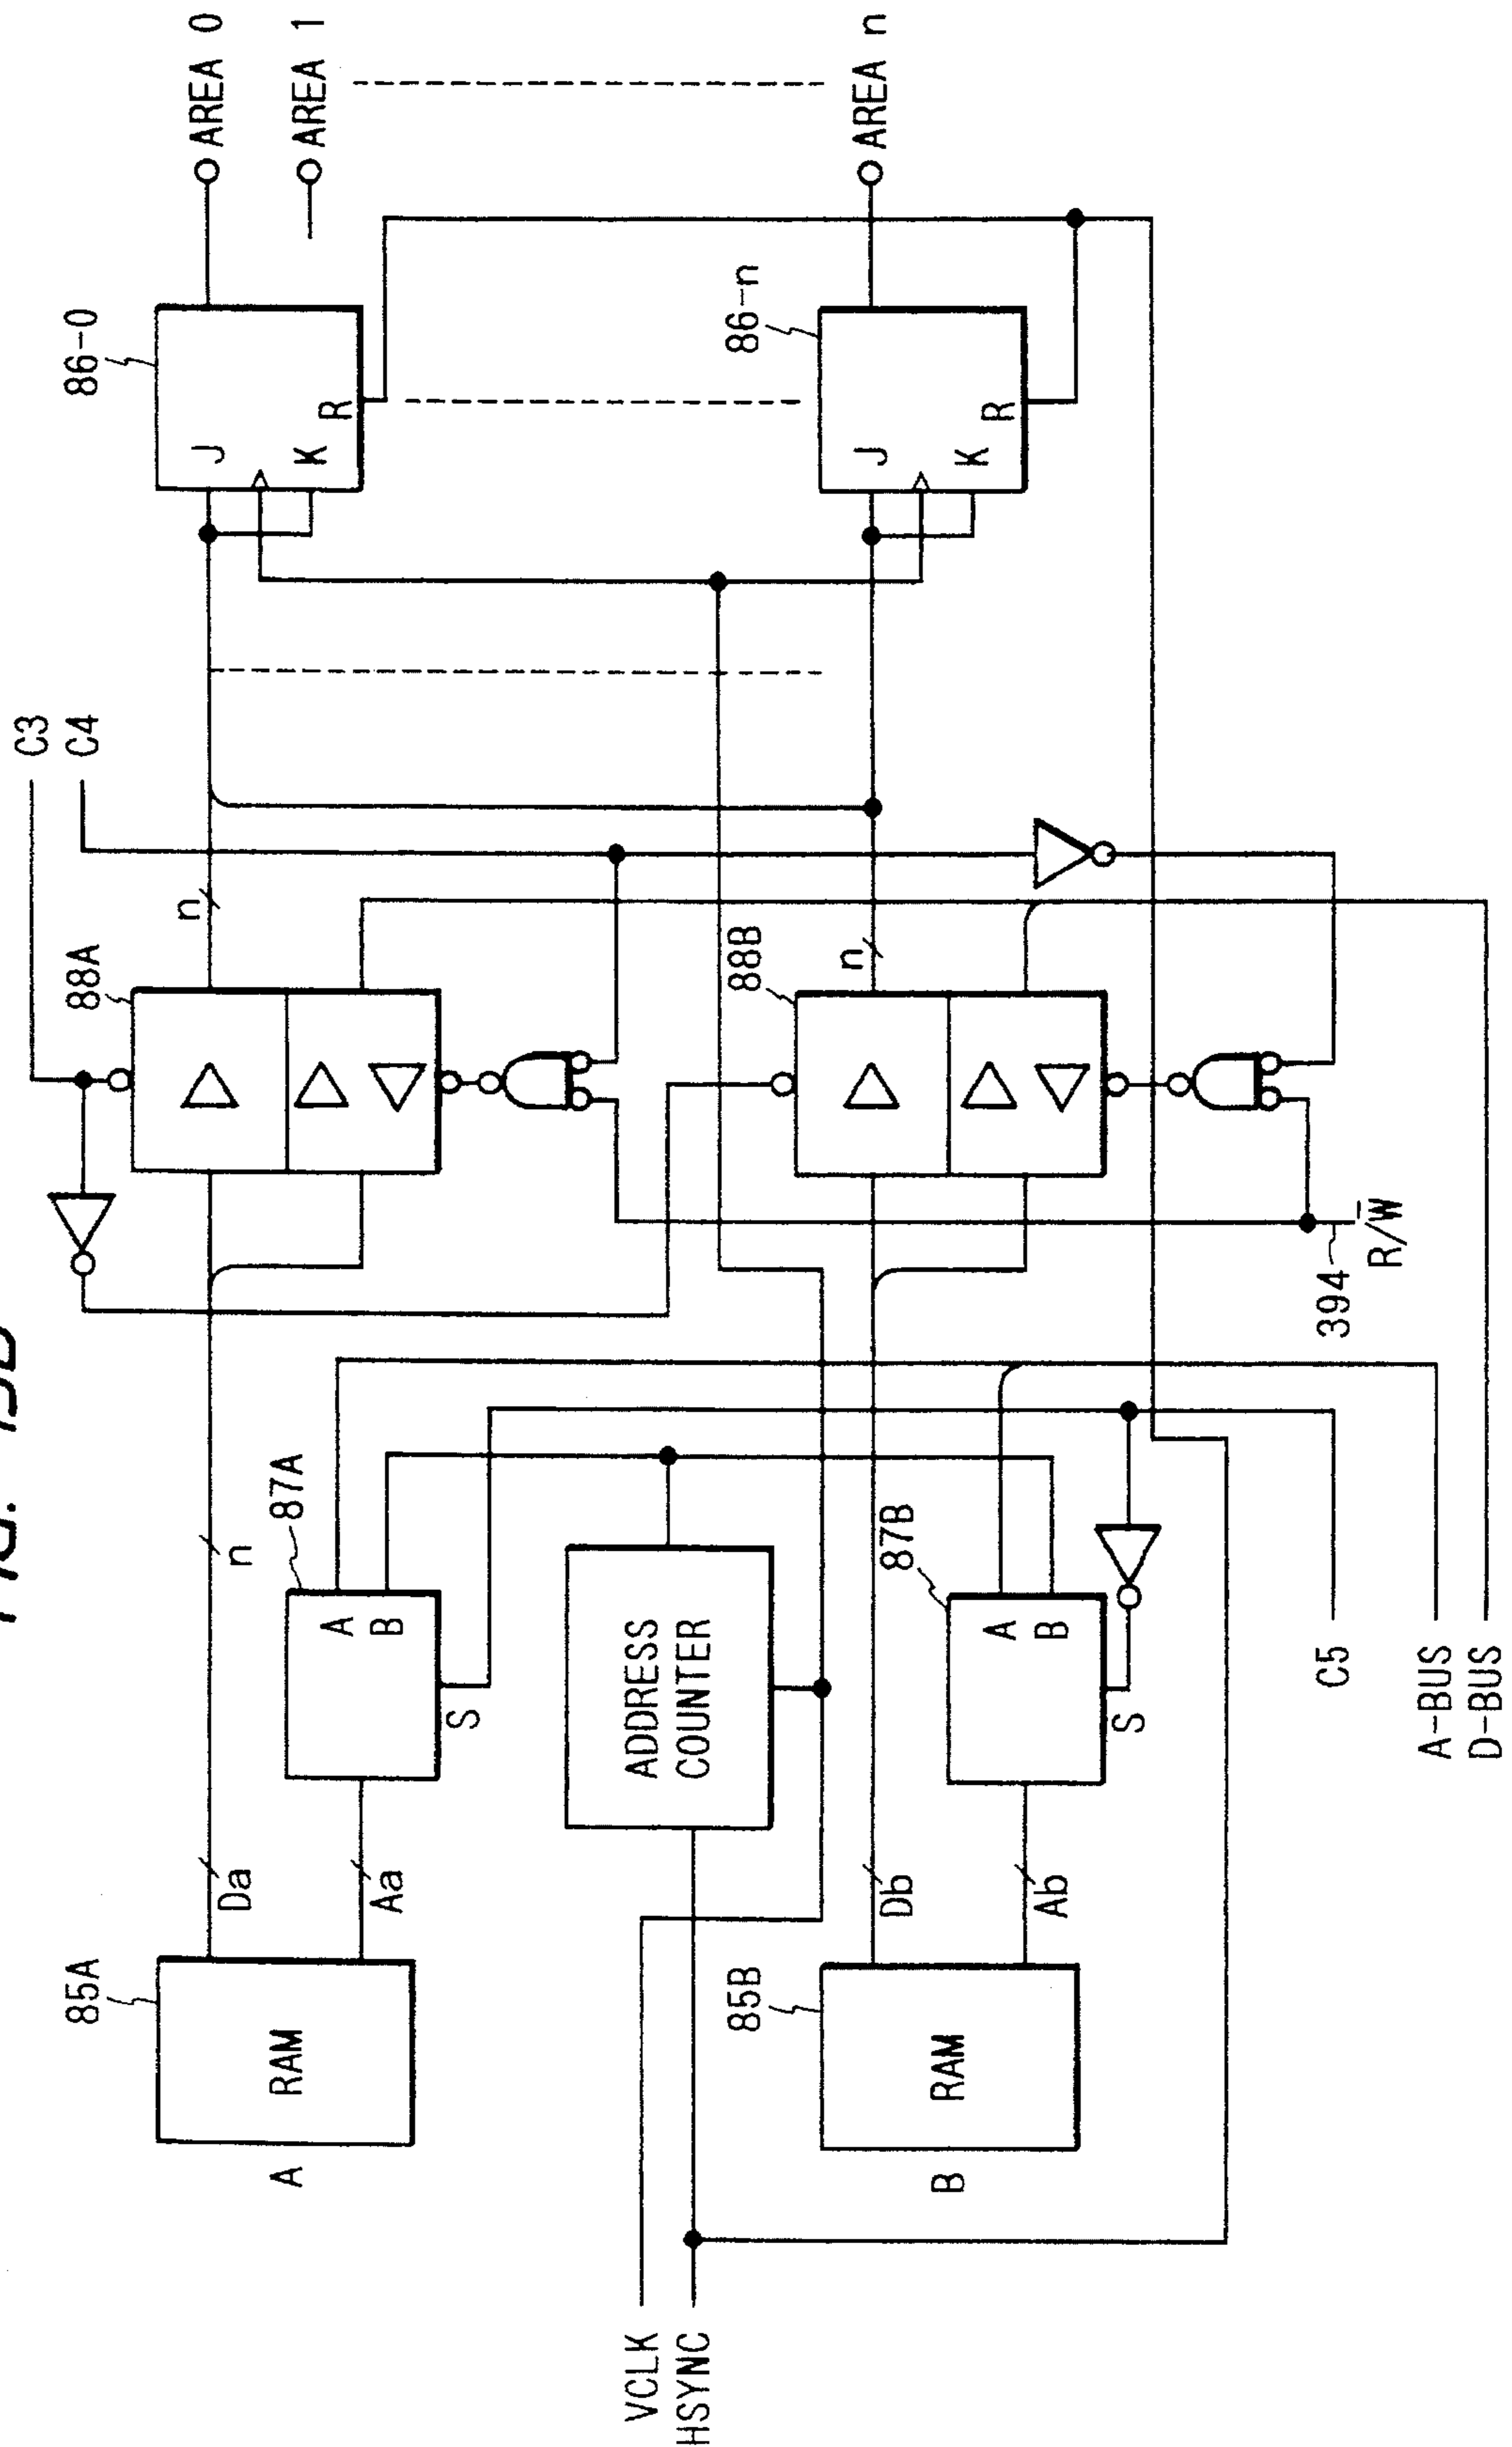 FIG.
C3
C4
85A
88A
86-0
RAM
A
Da
n
n
J
K
R
AREA 0
AREA 1
Aa
87A
A
B
S
VCLK
HSYNC
ADDRESS
COUNTER
85B
88B
86-n
RAM
B
Db
n
J
K
R
AREA n
Ab
87B
A
B
S
C5
394
R/W̅
A-BUS
D-BUS